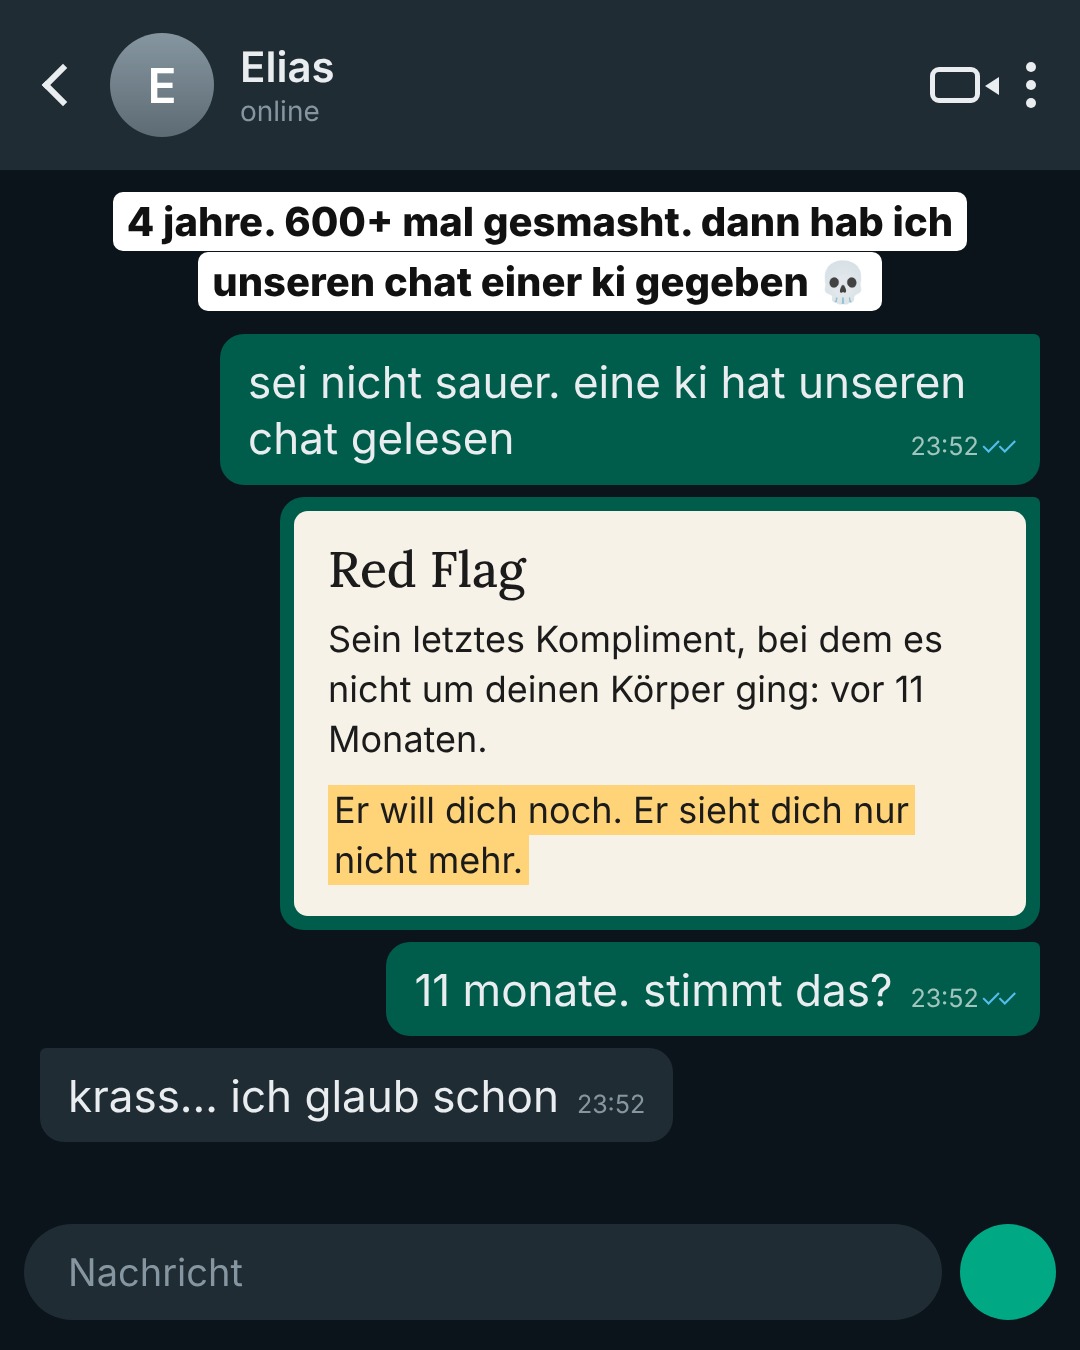 E
Elias
online
4 jahre. 600+ mal gesmasht. dann hab ich
unseren chat einer ki gegeben 💀
sei nicht sauer. eine ki hat unseren
chat gelesen 23:52
Red Flag
Sein letztes Kompliment, bei dem es
nicht um deinen Körper ging: vor 11
Monaten.
Er will dich noch. Er sieht dich nur
nicht mehr.
11 monate. stimmt das? 23:52
krass... ich glaub schon 23:52
Nachricht